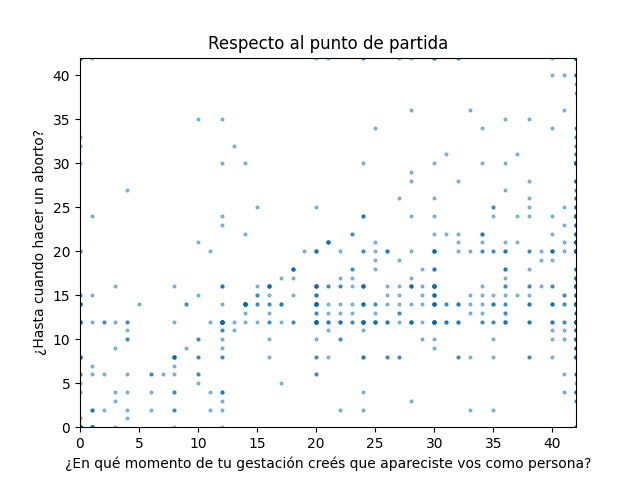 Respecto al punto de partida
¿Hasta cuando hacer un aborto?
40
35
30
25
20
15
10
5
0
0 5 10 15 20 25 30 35 40
¿En qué momento de tu gestación creés que apareciste vos como persona?